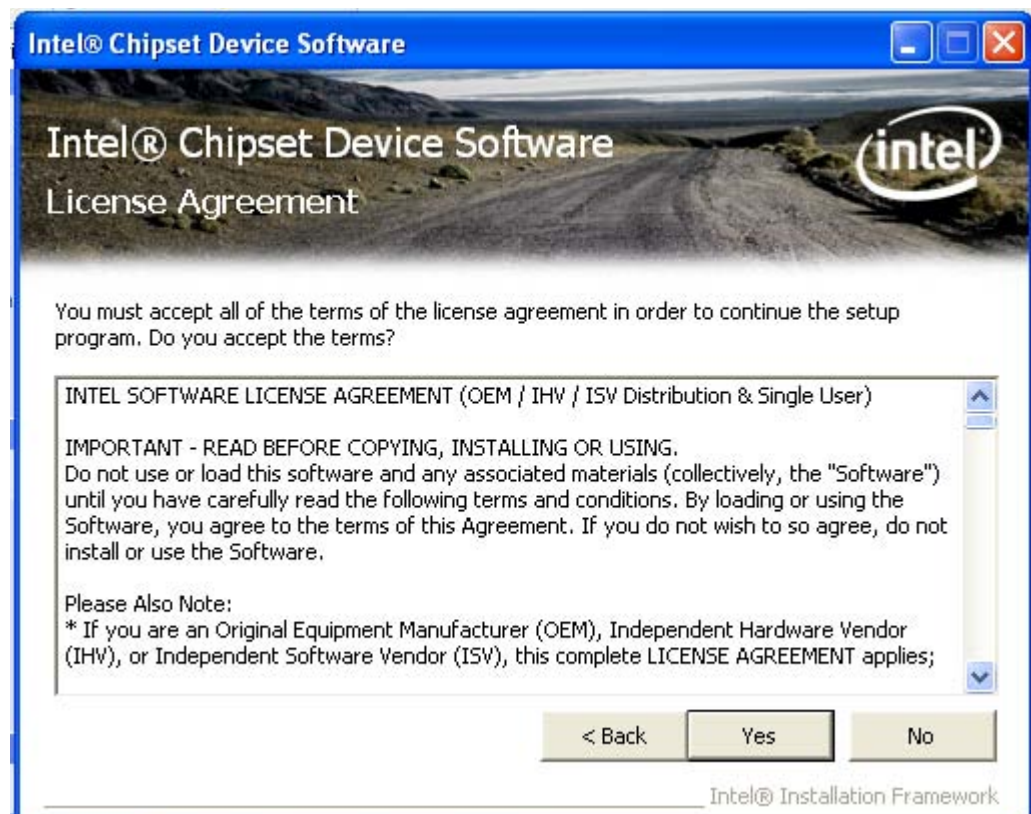 Intel® Chipset Device Software
Intel® Chipset Device Software
intel
License Agreement
You must accept all of the terms of the license agreement in order to continue the setup
program. Do you accept the terms?
INTEL SOFTWARE LICENSE AGREEMENT (OEM / IHV / ISV Distribution & Single User)
IMPORTANT - READ BEFORE COPYING, INSTALLING OR USING.
Do not use or load this software and any associated materials (collectively, the "Software")
until you have carefully read the following terms and conditions. By loading or using the
Software, you agree to the terms of this Agreement. If you do not wish to so agree, do not
install or use the Software.
Please Also Note:
* If you are an Original Equipment Manufacturer (OEM), Independent Hardware Vendor
(IHV), or Independent Software Vendor (ISV), this complete LICENSE AGREEMENT applies;
< Back Yes No
Intel® Installation Framework